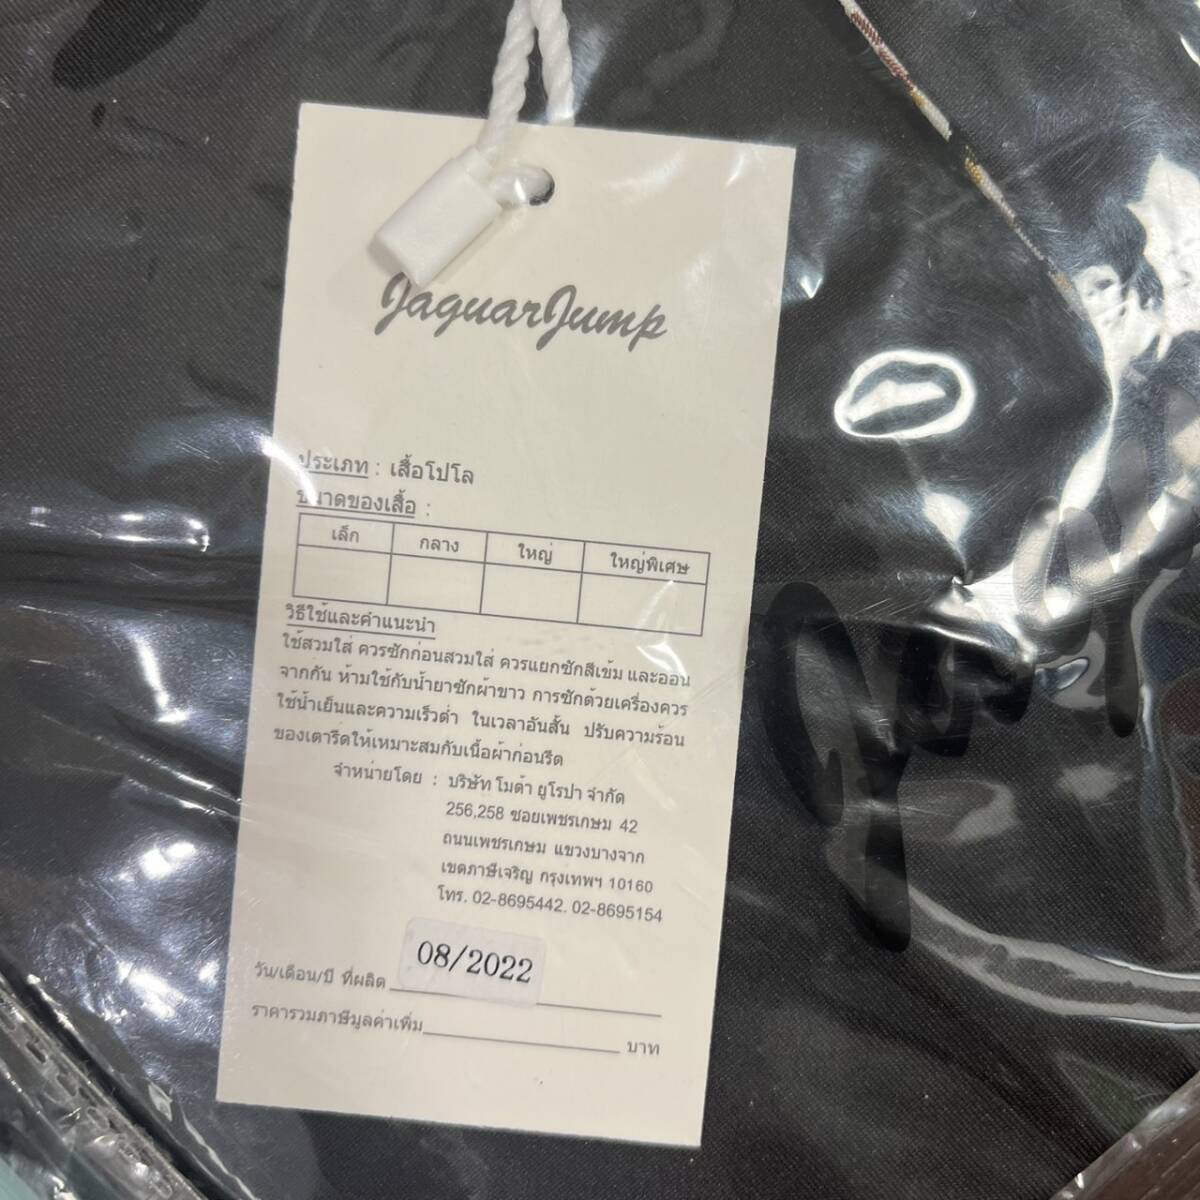 JaguarJump
ประเภท : เสื้อโปโล
ขนาดของเสื้อ :
เล็ก กลาง ใหญ่ ใหญ่พิเศษ
วิธีใช้และคำแนะนำ
ใช้สวมใส่ ควรซักก่อนสวมใส่ ควรแยกซักสีเข้ม และออน
จากกัน ห้ามใช้กับน้ำยาซักผ้าขาว การซักด้วยเครื่องควร
ใช้น้ำเย็นและความเร็วต่ำ ในเวลาอันสั้น ปรับความร้อน
ของเตารีดให้เหมาะสมกับเนื้อผ้าก่อนรีด
จำหน่ายโดย : บริษัท โมด้า ยูโรปา จำกัด
256,258 ซอยเพชรเกษม 42
ถนนเพชรเกษม แขวงบางจาก
เขตภาษีเจริญ กรุงเทพฯ 10160
โทร. 02-8695442. 02-8695154
วัน/เดือน/ปี ที่ผลิต 08/2022
ราคารวมภาษีมูลค่าเพิ่ม บาท